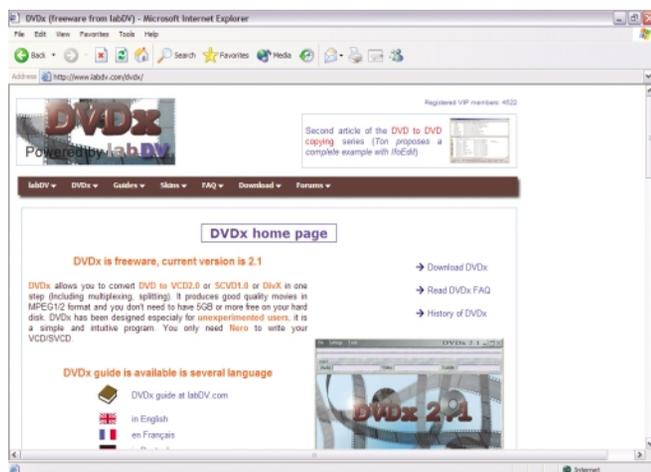 DVDx (freeware from labDV) - Microsoft Internet Explorer
File Edit View Favorites Tools Help
Back Search Favorites Media
Address http://www.labdv.com/dvdx/
Registered VIP members: 4522
DVDx
Powered by labDV
Second article of the DVD to DVD
copying series (Ton proposes a
complete example with IfoEdit)
labDV DVDx Guides Skins FAQ Download Forums
DVDx home page
DVDx is freeware, current version is 2.1
DVDx allows you to convert DVD to VCD2.0 or SCVD1.0 or DivX in one
step (Including multiplexing, splitting). It produces good quality movies in
MPEG1/2 format and you don't need to have 5GB or more free on your hard
disk. DVDx has been designed especialy for unexperimented users, it is
a simple and intuitive program. You only need Nero to write your
VCD/SVCD.
Download DVDx
Read DVDx FAQ
History of DVDx
DVDx guide is available is several language
DVDx guide at labDV.com
in English
en Français
DVDx 2.1
DVDx 2.1
Internet